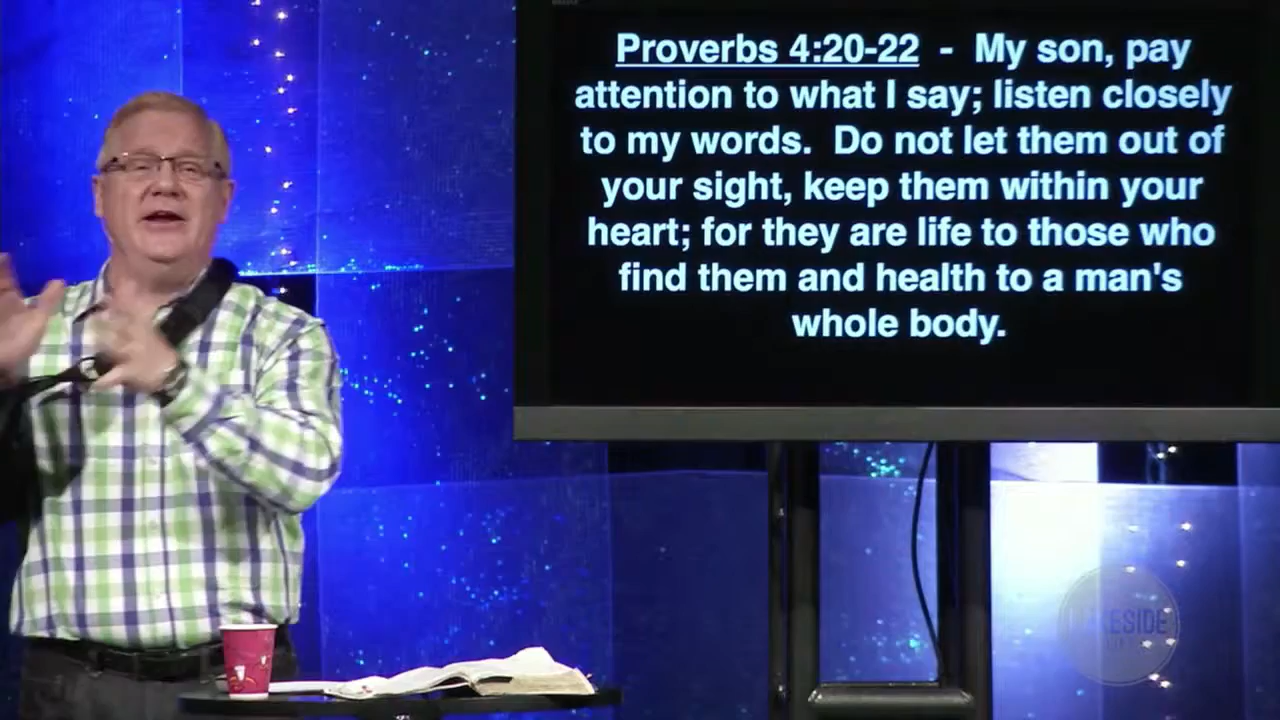 Proverbs 4:20-22 - My son, pay
attention to what I say; listen closely
to my words. Do not let them out of
your sight, keep them within your
heart; for they are life to those who
find them and health to a man's
whole body.